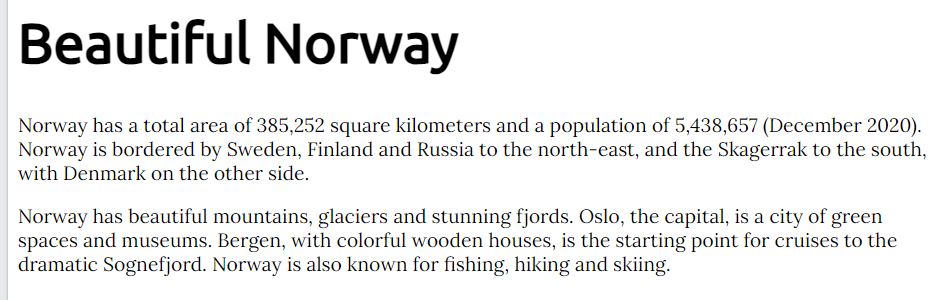 Beautiful Norway
Norway has a total area of 385,252 square kilometers and a population of 5,438,657 (December 2020).
Norway is bordered by Sweden, Finland and Russia to the north-east, and the Skagerrak to the south,
with Denmark on the other side.
Norway has beautiful mountains, glaciers and stunning fjords. Oslo, the capital, is a city of green
spaces and museums. Bergen, with colorful wooden houses, is the starting point for cruises to the
dramatic Sognefjord. Norway is also known for fishing, hiking and skiing.